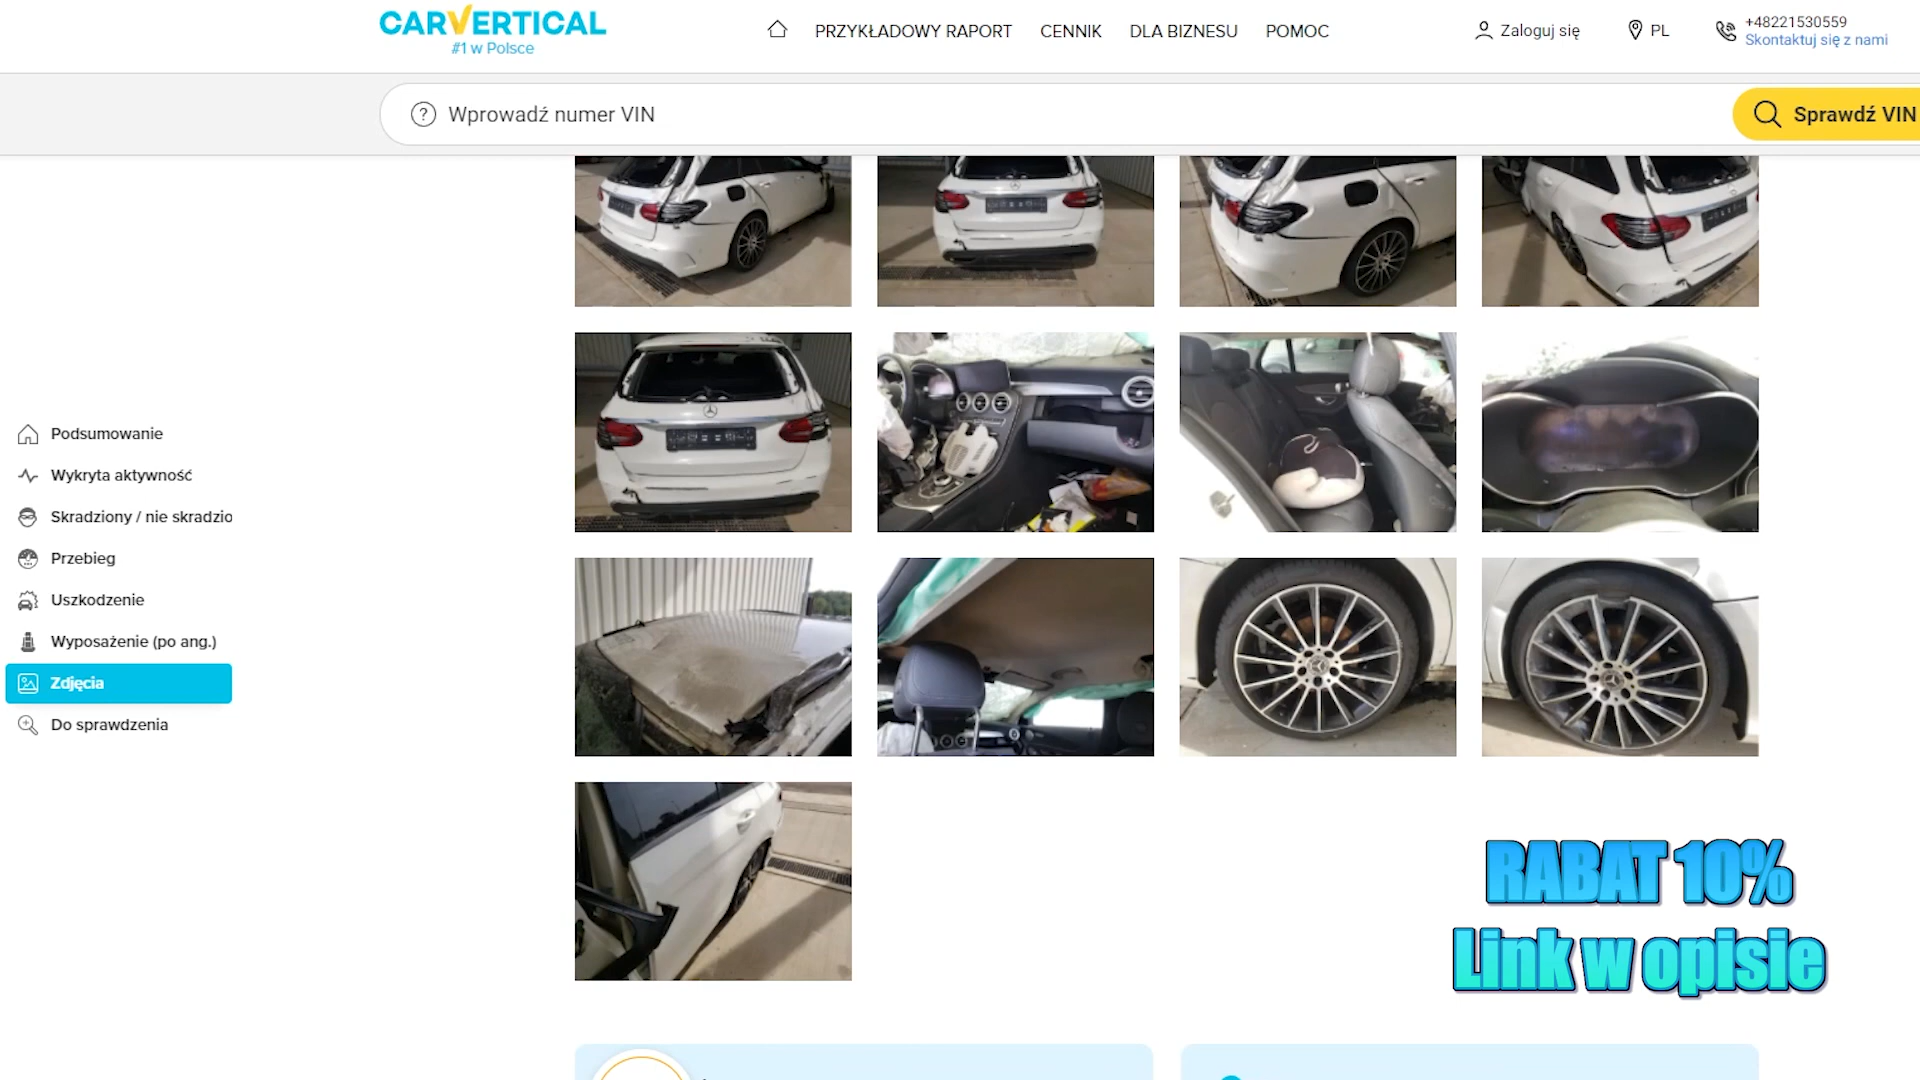 CARVERTICAL
#1 w Polsce
PRZYKŁADOWY RAPORT
CENNIK
DLA BIZNESU
POMOC
Zaloguj się
PL
+48221530559
Skontaktuj się z nami
Wprowadź numer VIN
Sprawdź VIN
Podsumowanie
Wykryta aktywność
Skradziony / nie skradzio
Przebieg
Uszkodzenie
Wyposażenie (po ang.)
Zdjęcia
Do sprawdzenia
RABAT 10%
Link w opisie